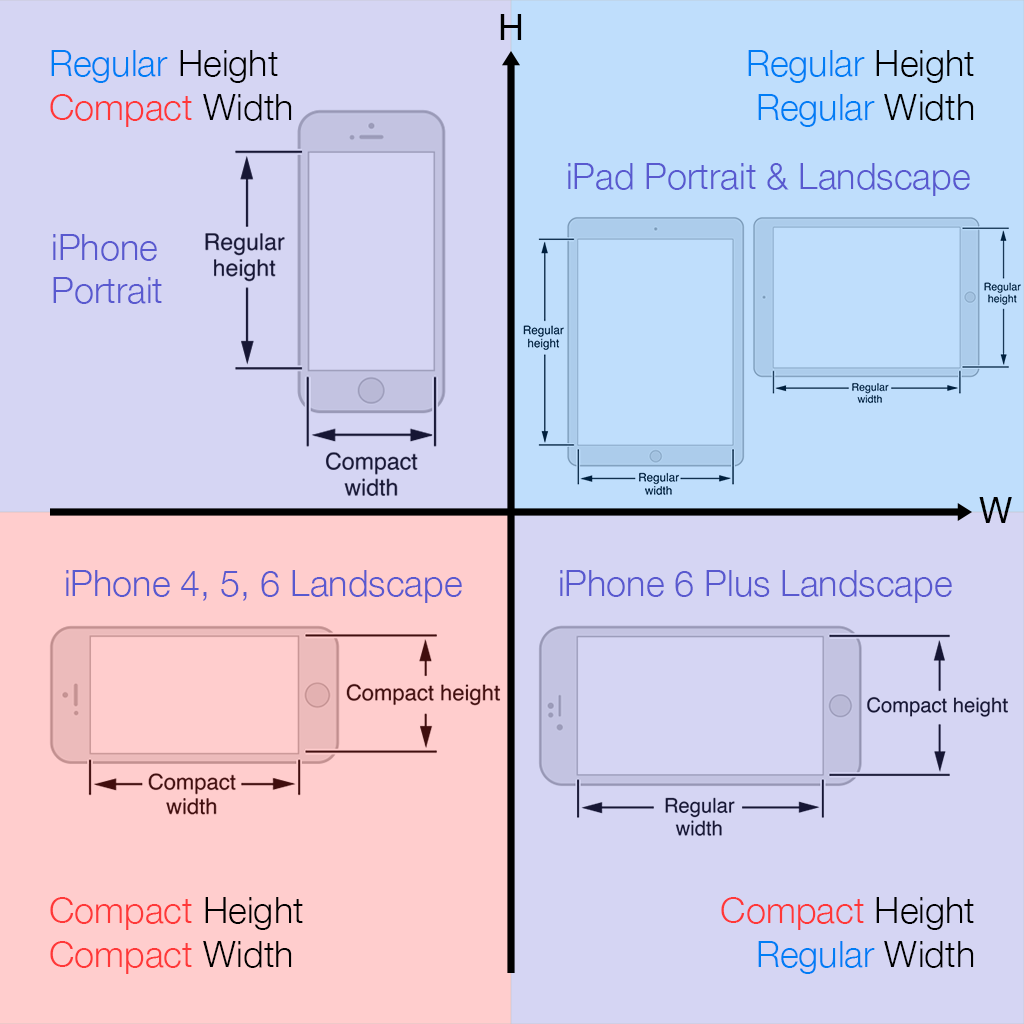 H
Regular Height
Compact Width
iPhone
Portrait
Regular
height
Compact
width
Regular Height
Regular Width
iPad Portrait & Landscape
Regular
height
Regular
width
Regular
height
Regular
width
W
iPhone 4, 5, 6 Landscape
Compact height
Compact
width
Compact Height
Compact Width
iPhone 6 Plus Landscape
Compact height
Regular
width
Compact Height
Regular Width